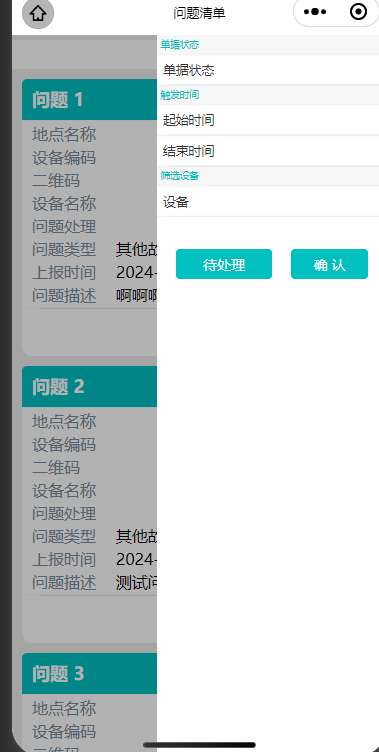 问题清单
单据状态
单据状态
触发时间
起始时间
结束时间
筛选设备
设备
待处理
确 认
问题 1
地点名称
设备编码
二维码
设备名称
问题处理
问题类型 其他故
上报时间 2024-
问题描述 啊啊啊
问题 2
地点名称
设备编码
二维码
设备名称
问题处理
问题类型 其他故
上报时间 2024-
问题描述 测试问
问题 3
地点名称
设备编码
二维码